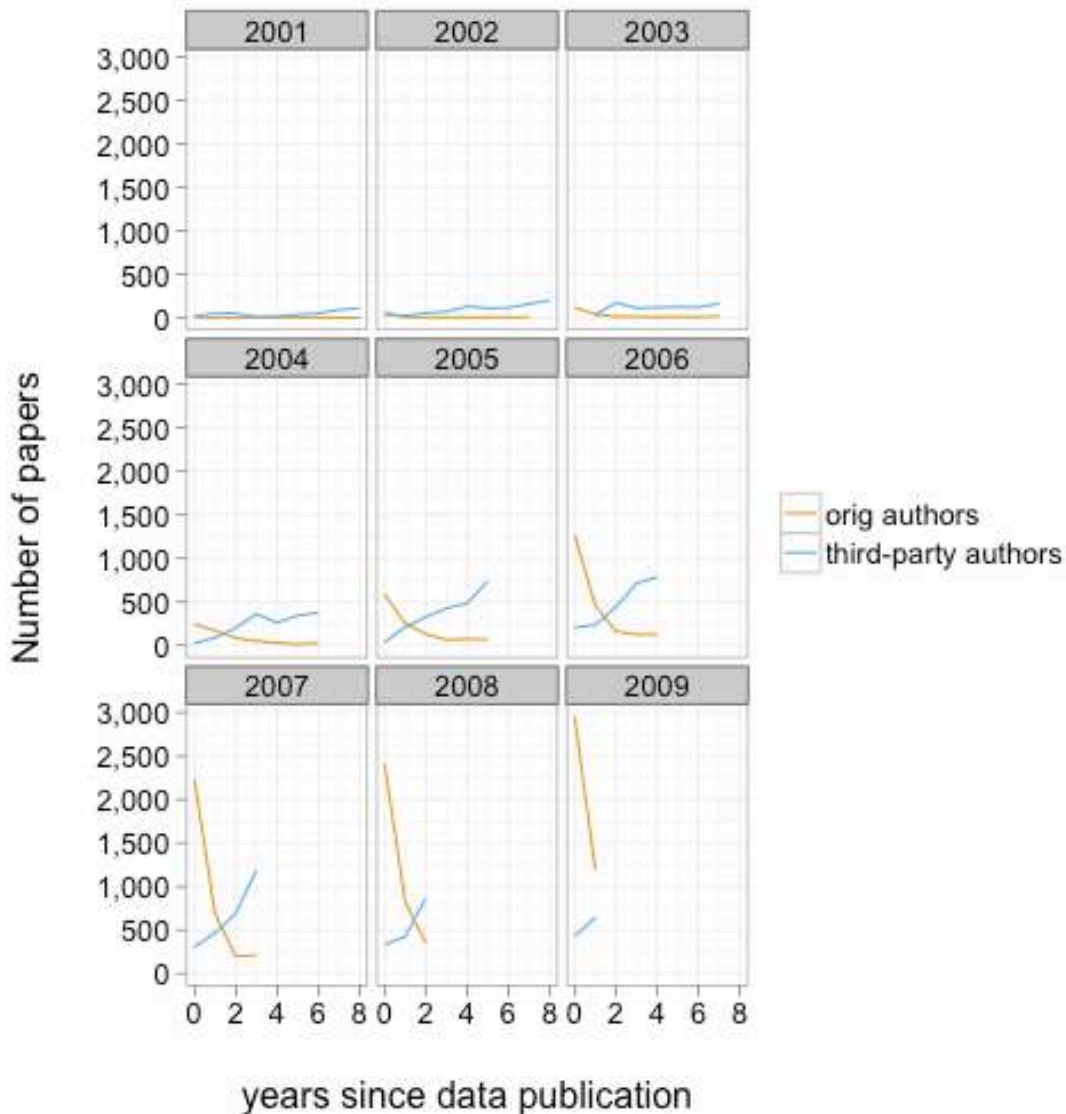 2001 2002 2003
3,000
2,500
2,000
1,500
1,000
500
0
2004 2005 2006
3,000
2,500
2,000
1,500
1,000
500
0
2007 2008 2009
3,000
2,500
2,000
1,500
1,000
500
0
0 2 4 6 8 0 2 4 6 8 0 2 4 6 8
years since data publication
Number of papers
orig authors
third-party authors